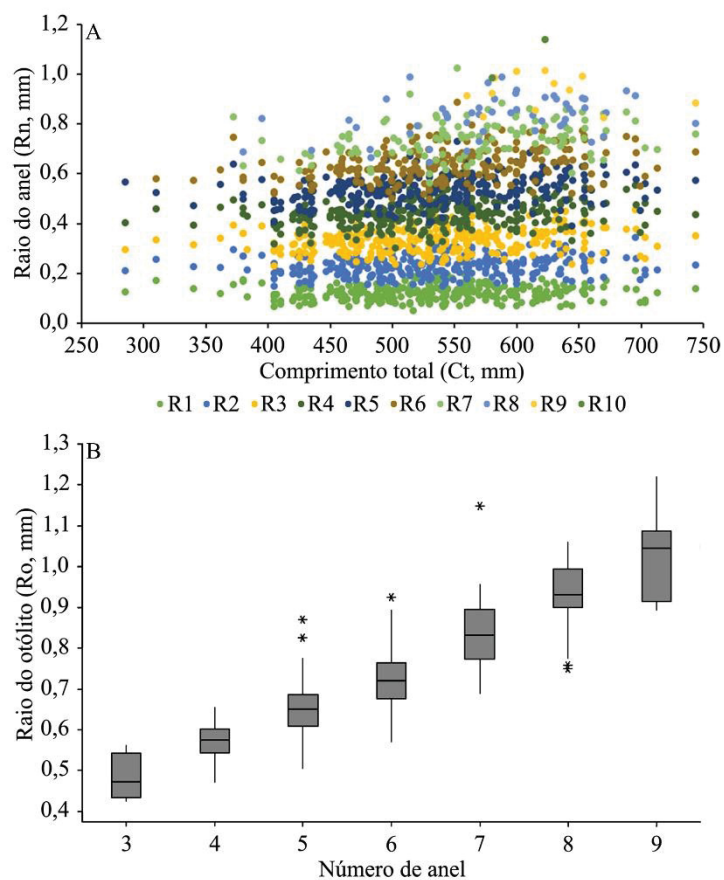 A
1,2
1,0
0,8
0,6
0,4
0,2
0,0
Raio do anel (Rn, mm)
250 300 350 400 450 500 550 600 650 700 750
Comprimento total (Ct, mm)
R1 R2 R3 R4 R5 R6 R7 R8 R9 R10
B
1,3
1,2
1,1
1,0
0,9
0,8
0,7
0,6
0,5
0,4
Raio do otólito (Ro, mm)
3 4 5 6 7 8 9
Número de anel